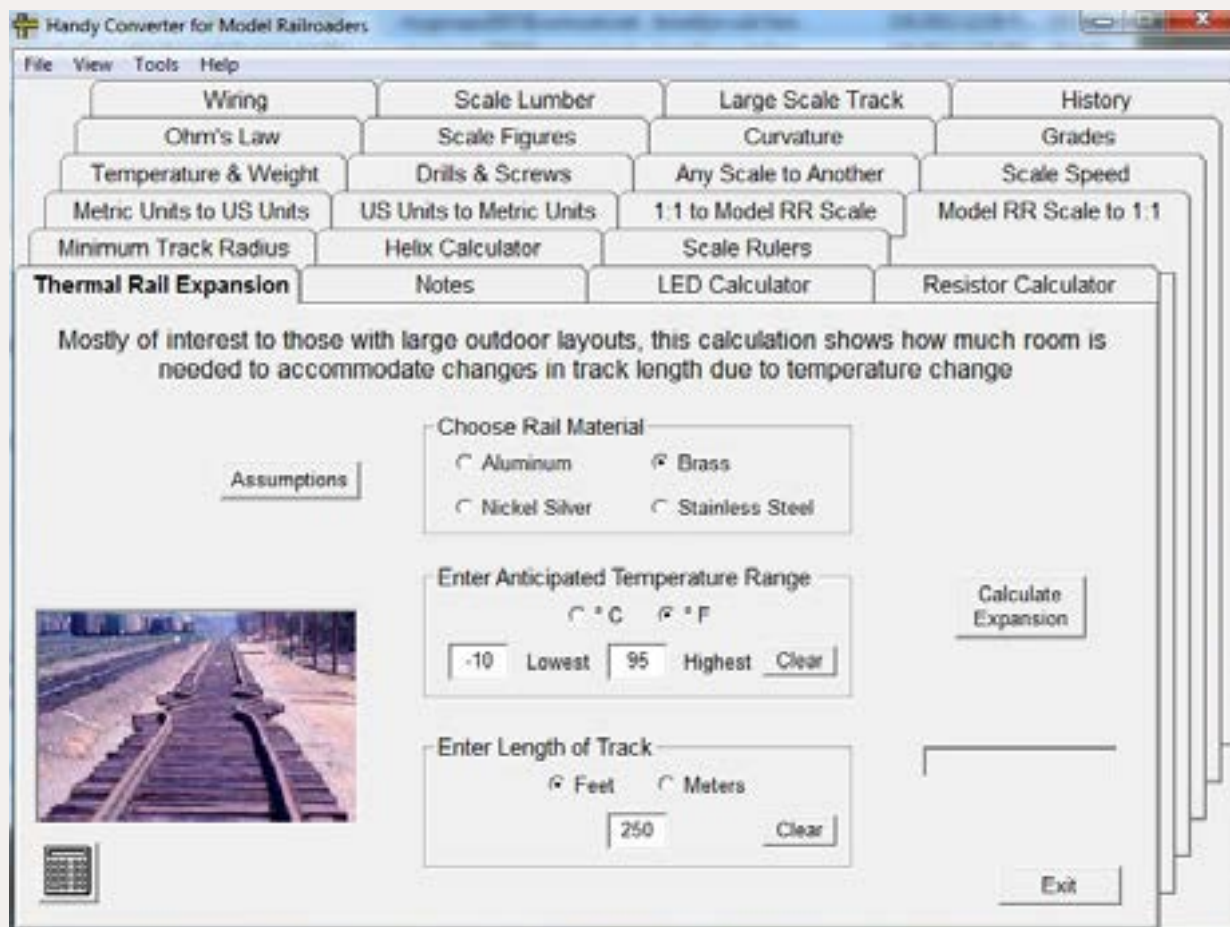 Handy Converter for Model Railroaders
File View Tools Help
Wiring Scale Lumber Large Scale Track History
Ohm's Law Scale Figures Curvature Grades
Temperature & Weight Drills & Screws Any Scale to Another Scale Speed
Metric Units to US Units US Units to Metric Units 1:1 to Model RR Scale Model RR Scale to 1:1
Minimum Track Radius Helix Calculator Scale Rulers
Thermal Rail Expansion Notes LED Calculator Resistor Calculator
Mostly of interest to those with large outdoor layouts, this calculation shows how much room is
needed to accommodate changes in track length due to temperature change
Choose Rail Material
Aluminum Brass
Assumptions
Nickel Silver Stainless Steel
Enter Anticipated Temperature Range
° C ° F
-10 Lowest 95 Highest Clear
Calculate
Expansion
Enter Length of Track
Feet Meters
250 Clear
Exit